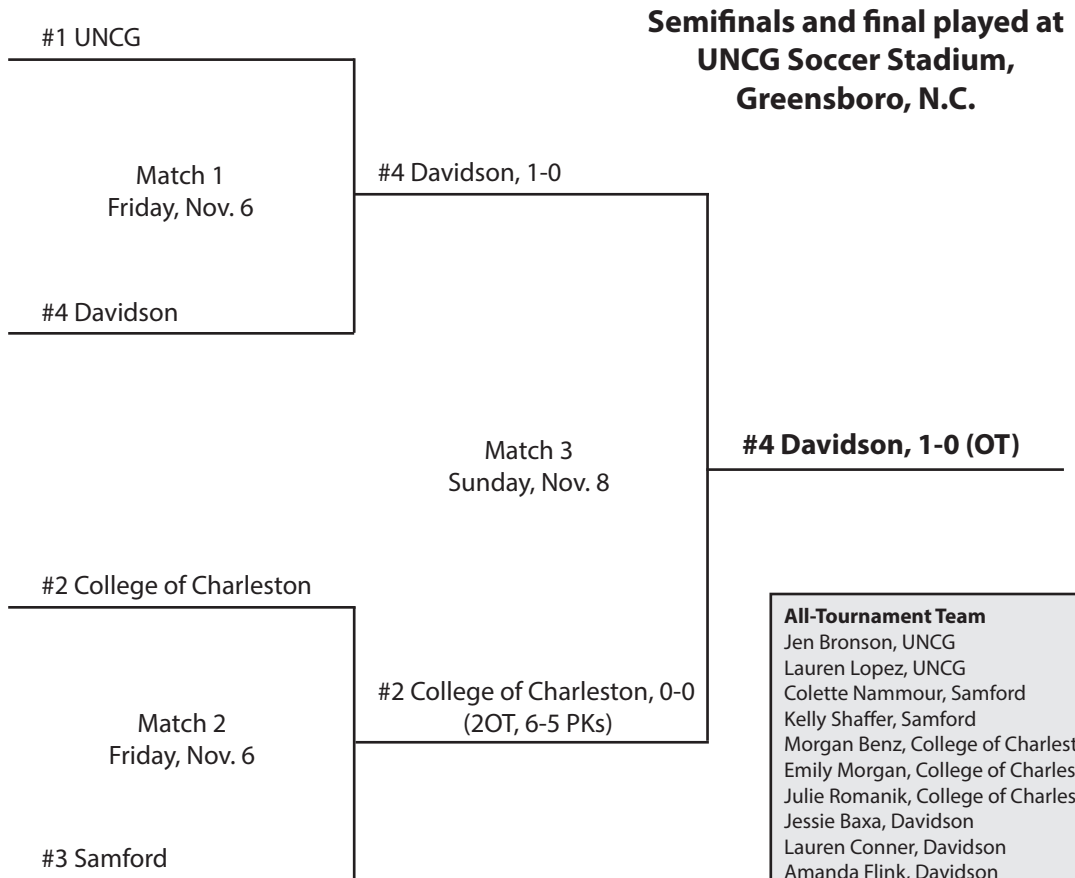 Semifinals and final played at
UNCG Soccer Stadium,
Greensboro, N.C.
#1 UNCG
Match 1
Friday, Nov. 6
#4 Davidson, 1-0
#4 Davidson
Match 3
Sunday, Nov. 8
#4 Davidson, 1-0 (OT)
#2 College of Charleston
#2 College of Charleston, 0-0
(2OT, 6-5 PKs)
Match 2
Friday, Nov. 6
#3 Samford
All-Tournament Team
Jen Bronson, UNCG
Lauren Lopez, UNCG
Colette Nammour, Samford
Kelly Shaffer, Samford
Morgan Benz, College of Charlest
Emily Morgan, College of Charles
Julie Romanik, College of Charles
Jessie Baxa, Davidson
Lauren Conner, Davidson
Amanda Flink, Davidson